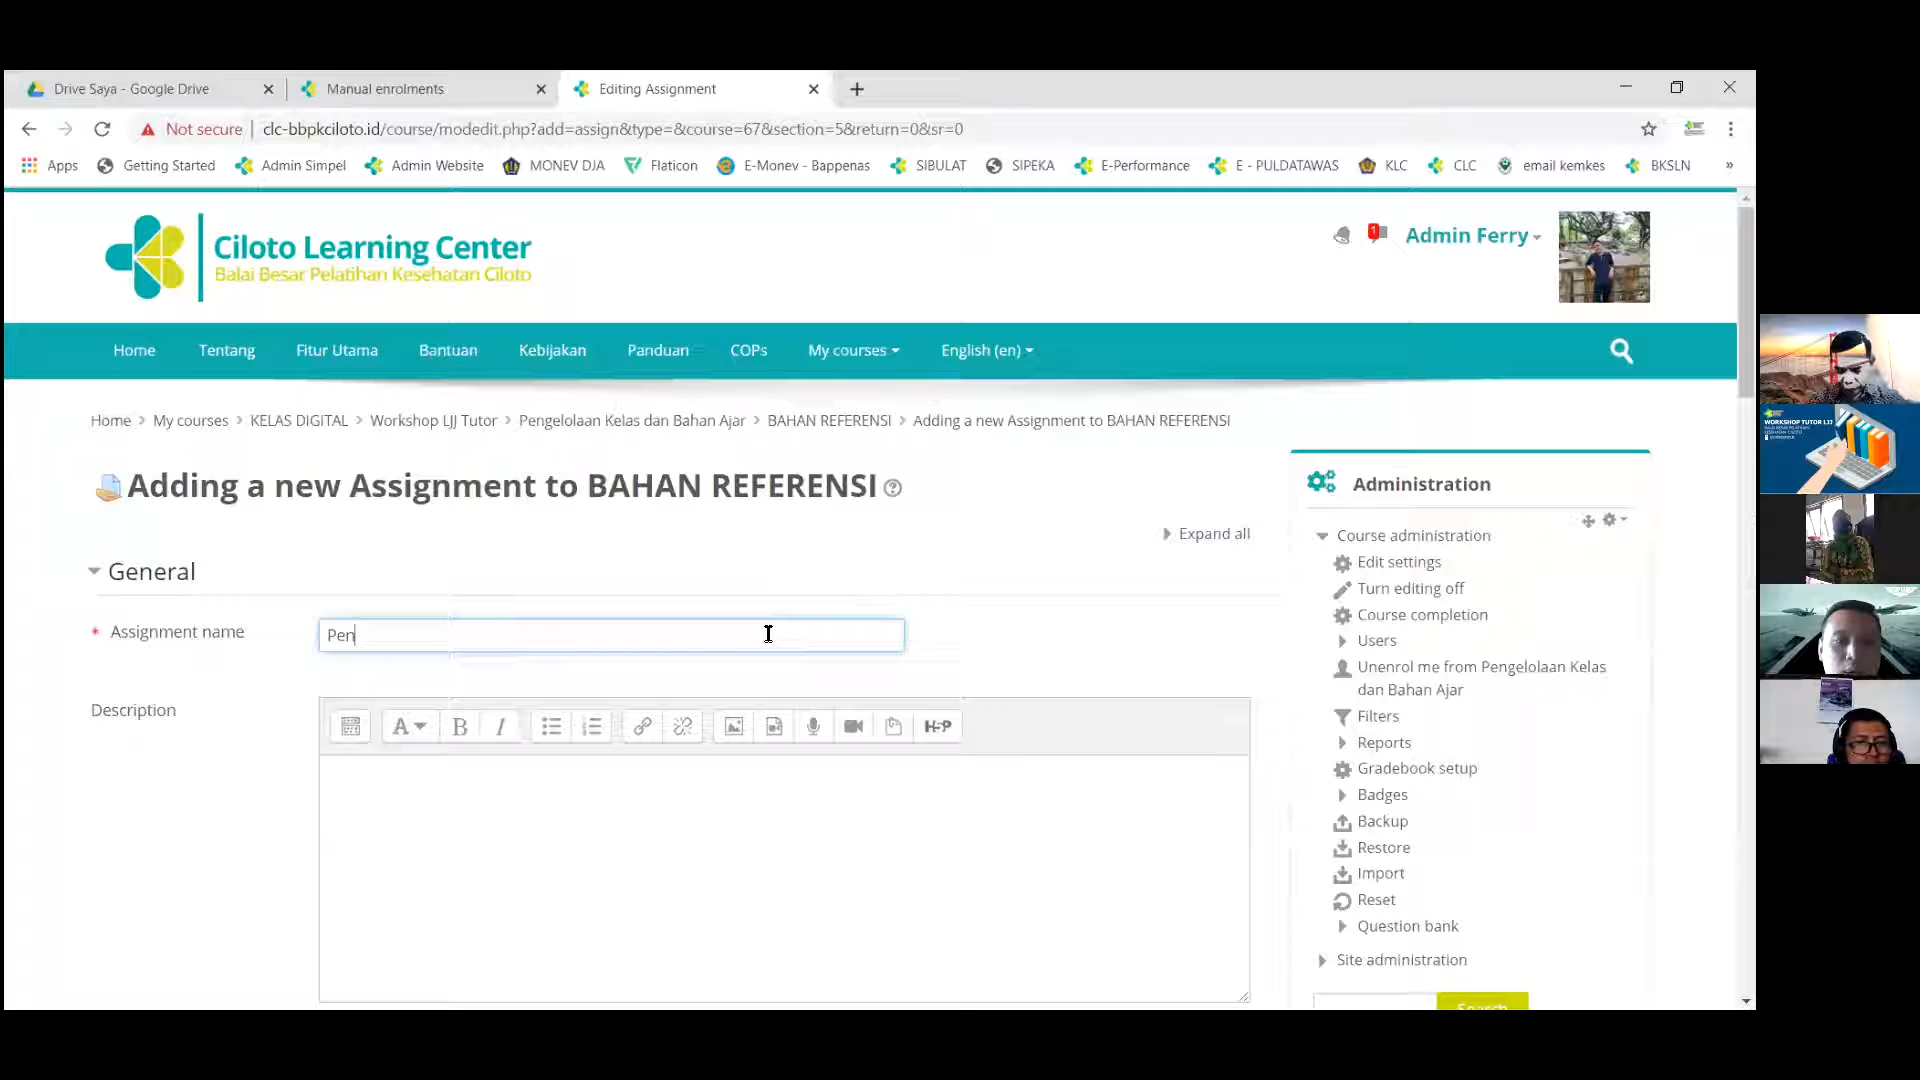 Drive Saya - Google Drive
Manual enrolments
Editing Assignment
Not secure
clc-bbpkciloto.id/course/modedit.php?add=assign&type=&course=67&section=5&return=0&sr=0
Apps
Getting Started
Admin Simpel
Admin Website
MONEV DJA
Flaticon
E-Monev - Bappenas
SIBULAT
SIPEKA
E-Performance
E - PULDATAWAS
KLC
CLC
email kemkes
BKSLN
»
Ciloto Learning Center
Balai Besar Pelatihan Kesehatan Ciloto
1
Admin Ferry
Home
Tentang
Fitur Utama
Bantuan
Kebijakan
Panduan
COPs
My courses
English (en)
Home
My courses
KELAS DIGITAL
Workshop LJJ Tutor
Pengelolaan Kelas dan Bahan Ajar
BAHAN REFERENSI
Adding a new Assignment to BAHAN REFERENSI
Adding a new Assignment to BAHAN REFERENSI
Expand all
General
* Assignment name
Pen
Description
A
B
I
H-P
Administration
Course administration
Edit settings
Turn editing off
Course completion
Users
Unenrol me from Pengelolaan Kelas
dan Bahan Ajar
Filters
Reports
Gradebook setup
Badges
Backup
Restore
Import
Reset
Question bank
Site administration
Search
WORKSHOP TUTOR LJJ